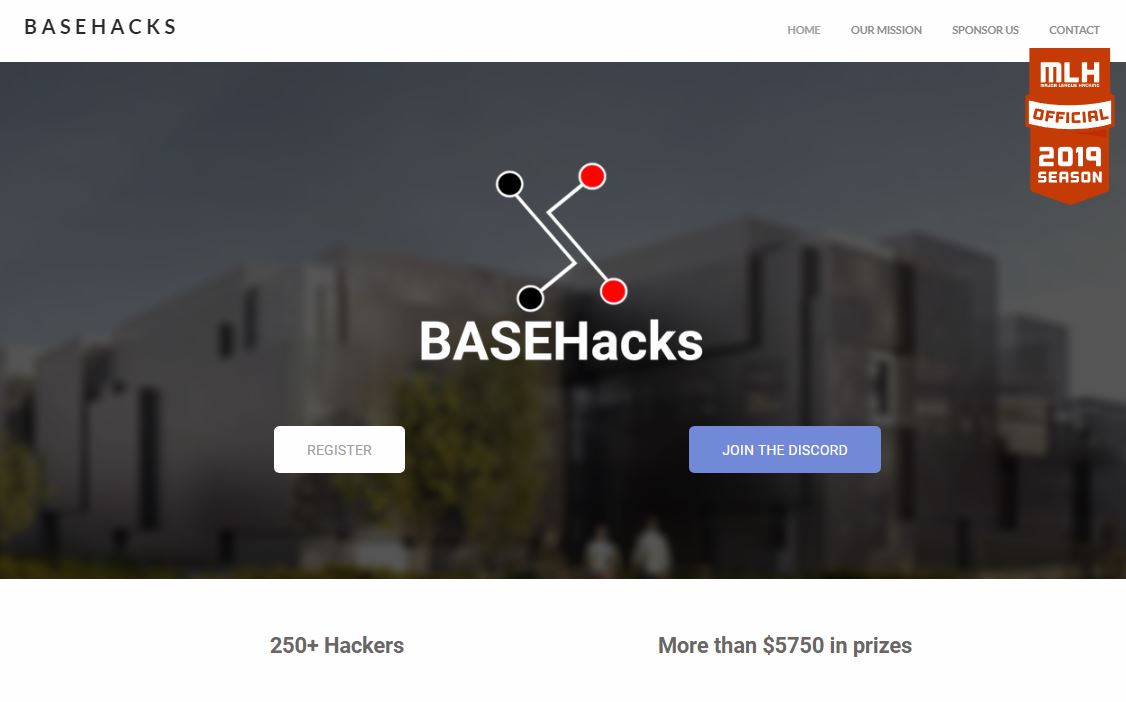 BASEHACKS
HOME
OUR MISSION
SPONSOR US
CONTACT
MLH
MAJOR LEAGUE HACKING
OFFICIAL
2019
SEASON
BASEHacks
REGISTER
JOIN THE DISCORD
250+ Hackers
More than $5750 in prizes